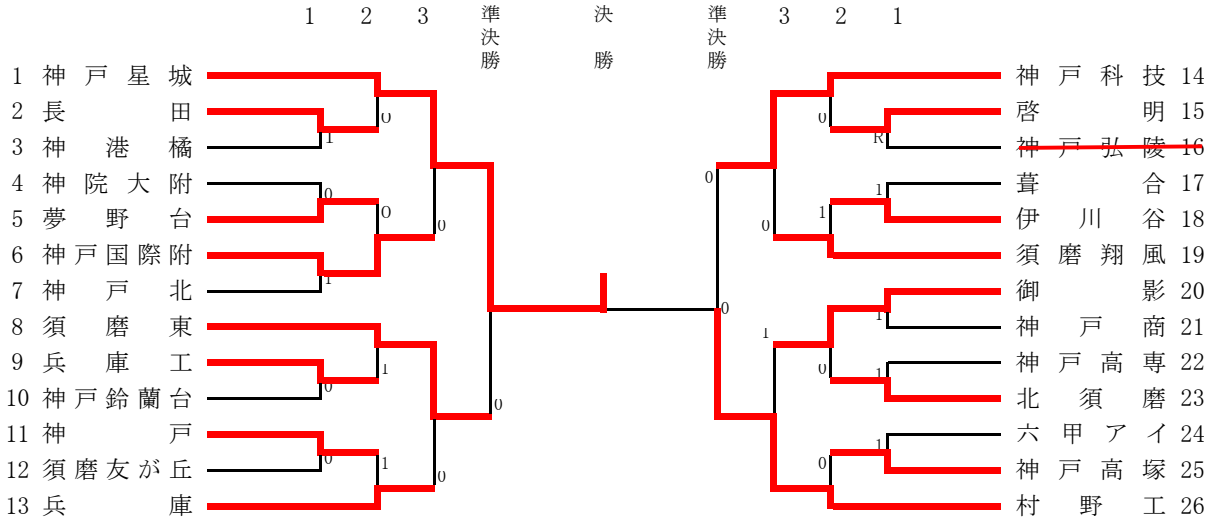 1 2 3 準決勝 決勝 準決勝 3 2 1
1 神戸星城
2 長田
3 神港橘
4 神院大附
5 夢野台
6 神戸国際附
7 神戸北
8 須磨東
9 兵庫工
10 神戸鈴蘭台
11 神戸
12 須磨友が丘
13 兵庫
0
1
0
0
0
1
1
0
0
0
1
0
神戸科技 14
啓明 15
神戸弘陵 16
葺合 17
伊川谷 18
須磨翔風 19
御影 20
神戸商 21
神戸高専 22
北須磨 23
六甲アイ 24
神戸高塚 25
村野工 26
0
R
0
1
1
0
0
1
1
0
1
1
0